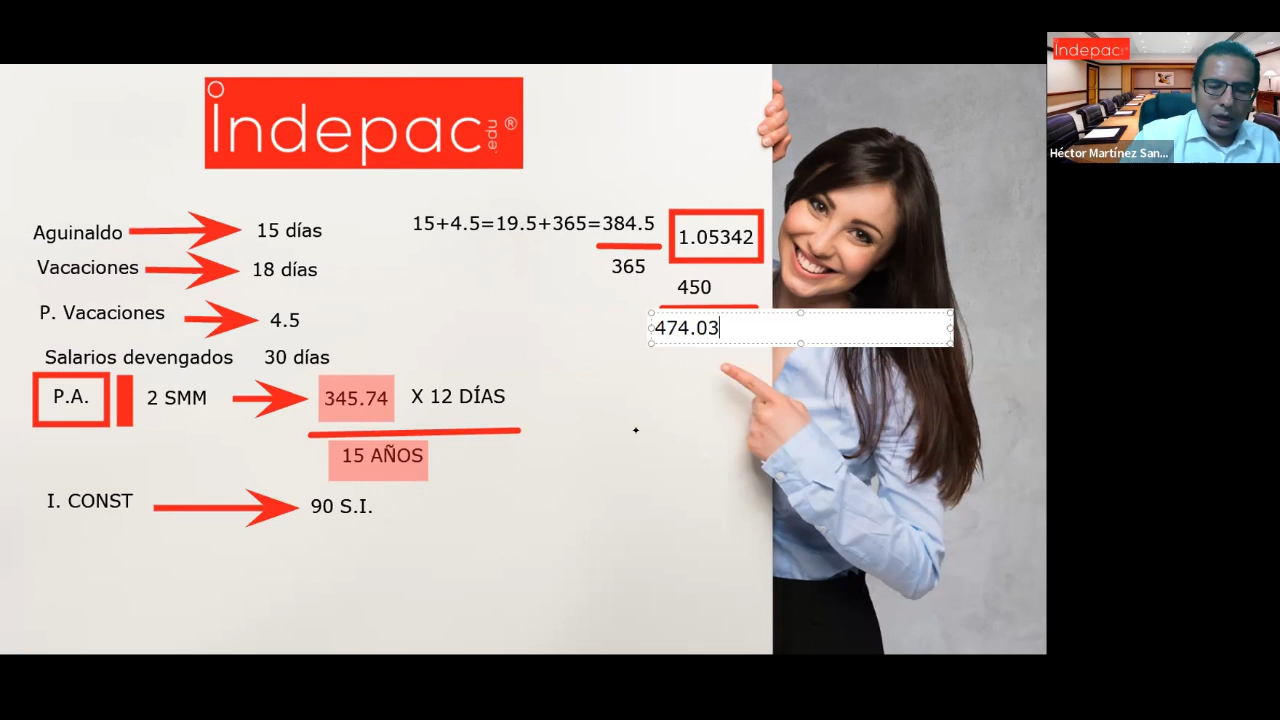 indepac.edu®
indepac
Héctor Martínez San...
Aguinaldo 15 días
15+4.5=19.5+365=384.5
365
1.05342
Vacaciones 18 días
450
P. Vacaciones 4.5
474.03
Salarios devengados 30 días
P.A. 2 SMM 345.74 X 12 DÍAS
15 AÑOS
I. CONST 90 S.I.